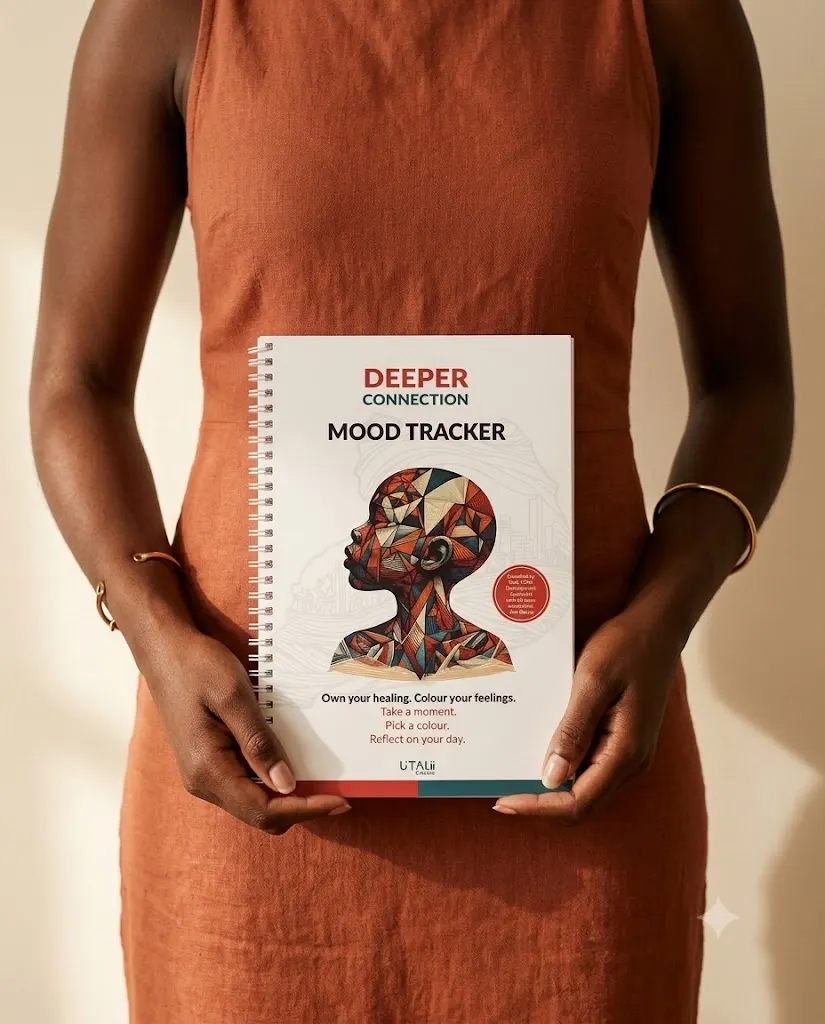 DEEPER
CONNECTION
MOOD TRACKER
Own your healing. Colour your feelings.
Take a moment.
Pick a colour.
Reflect on your day.
UTALii